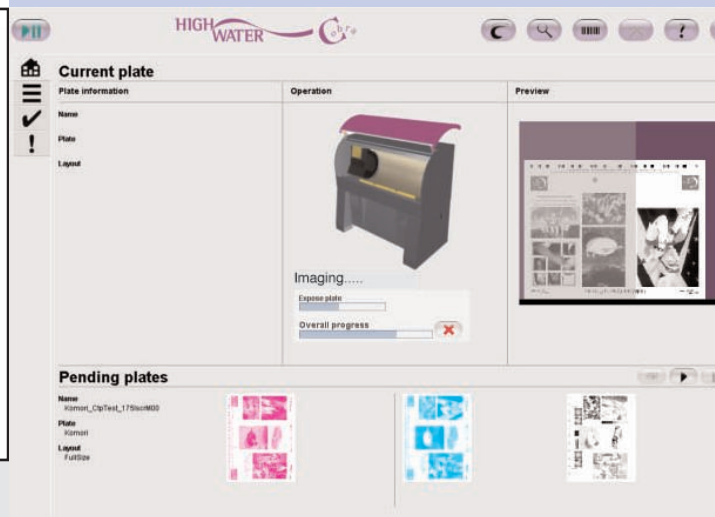 HIGH WATER Cobra
Current plate
Plate information
Operation
Preview
Name
Plate
Layout
Imaging.....
Expose plate
Overall progress
Pending plates
Name
Komori_CtpTest_175lscrM00
Plate
Komori
Layout
FullSize